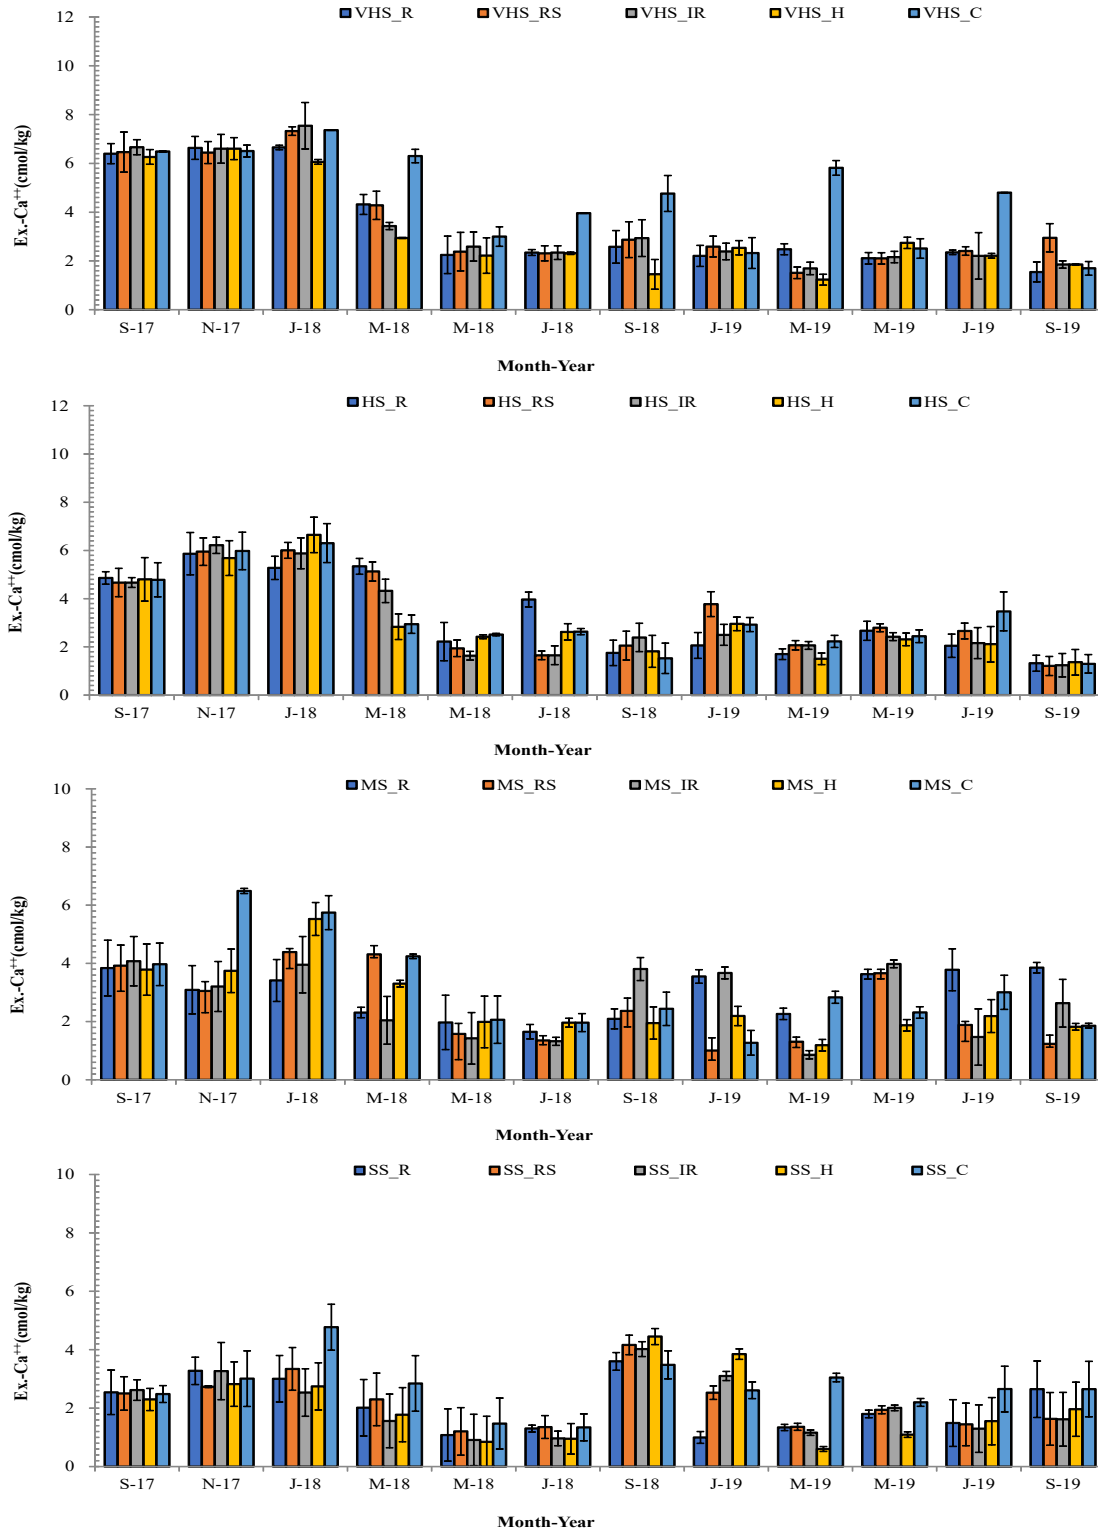 VHS_R VHS_RS VHS_IR VHS_H VHS_C
12
10
8
6
4
2
0
Ex.-Ca⁺⁺(cmol/kg)
S-17 N-17 J-18 M-18 M-18 J-18 S-18 J-19 M-19 M-19 J-19 S-19
Month-Year
HS_R HS_RS HS_IR HS_H HS_C
12
10
8
6
4
2
0
Ex.-Ca⁺⁺(cmol/kg)
S-17 N-17 J-18 M-18 M-18 J-18 S-18 J-19 M-19 M-19 J-19 S-19
Month-Year
MS_R MS_RS MS_IR MS_H MS_C
10
8
6
4
2
0
Ex.-Ca⁺⁺(cmol/kg)
S-17 N-17 J-18 M-18 M-18 J-18 S-18 J-19 M-19 M-19 J-19 S-19
Month-Year
SS_R SS_RS SS_IR SS_H SS_C
10
8
6
4
2
0
Ex.-Ca⁺⁺(cmol/kg)
S-17 N-17 J-18 M-18 M-18 J-18 S-18 J-19 M-19 M-19 J-19 S-19
Month-Year